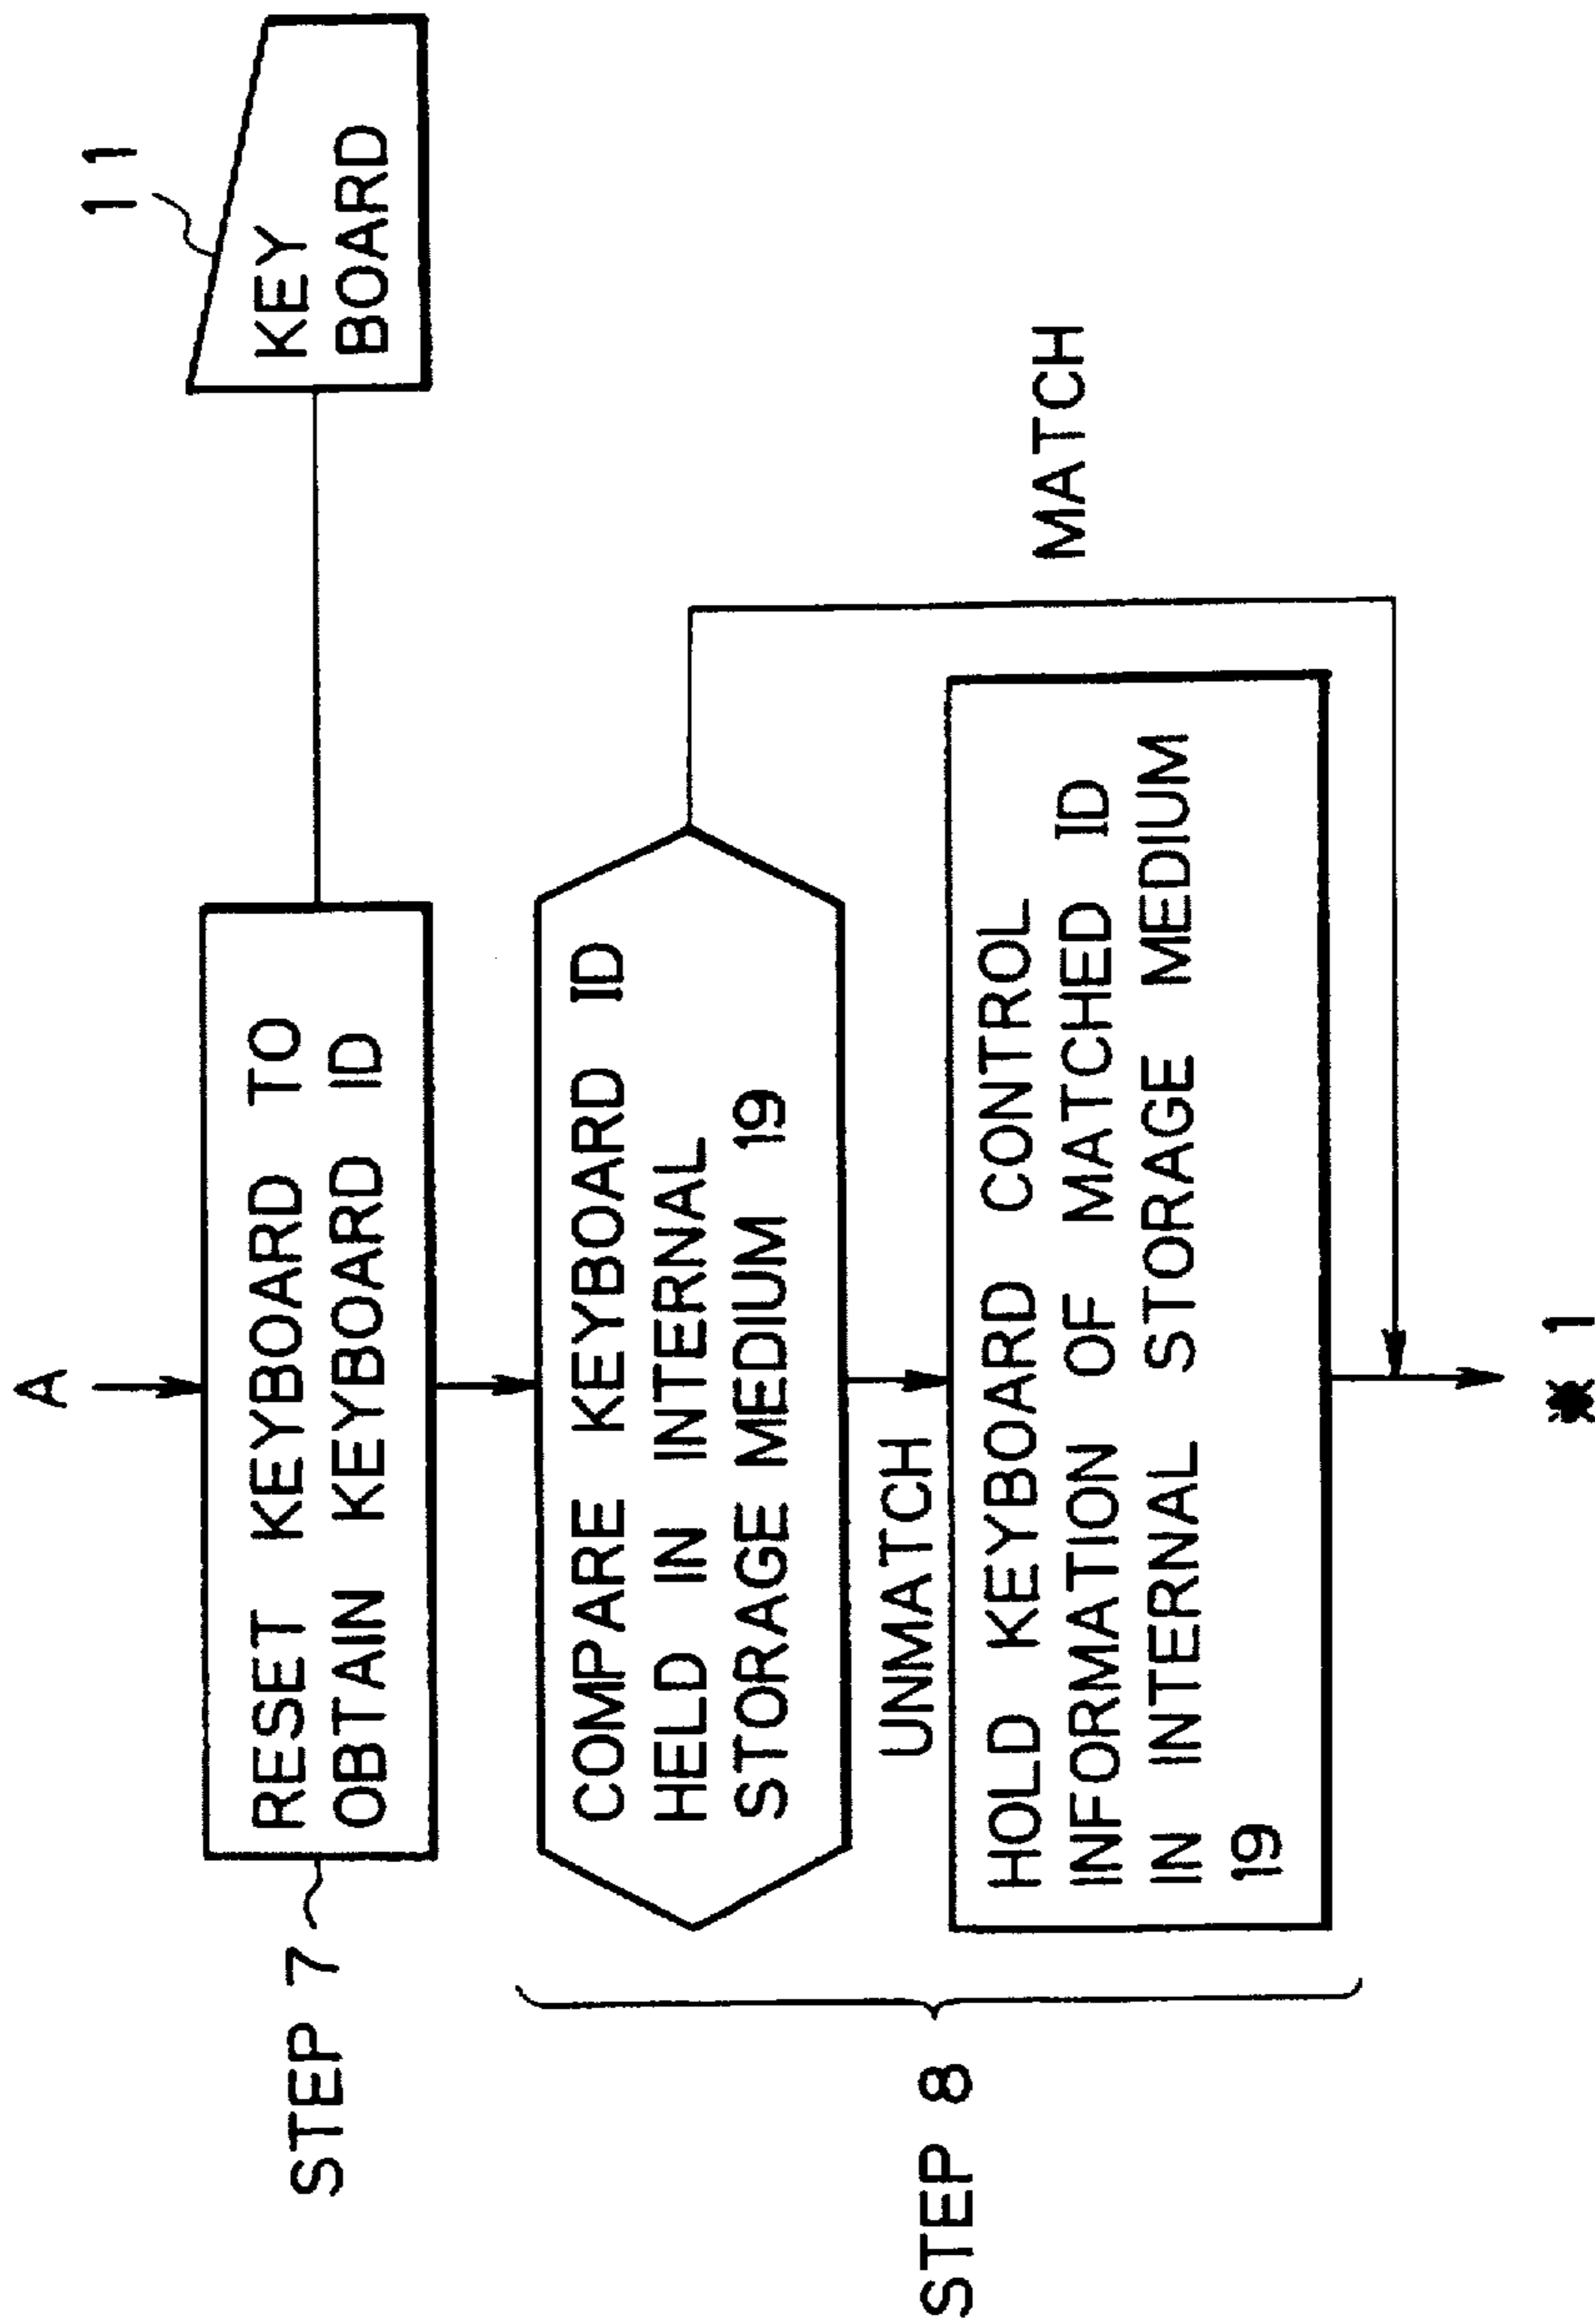 A
11
KEY
BOARD
STEP 7
RESET KEYBOARD TO
OBTAIN KEYBOARD ID
COMPARE KEYBOARD ID
HELD IN INTERNAL
STORAGE MEDIUM 19
UNMATCH
MATCH
STEP 8
HOLD KEYBOARD CONTROL
INFORMATION OF MATCHED ID
IN INTERNAL STORAGE MEDIUM
19
*1